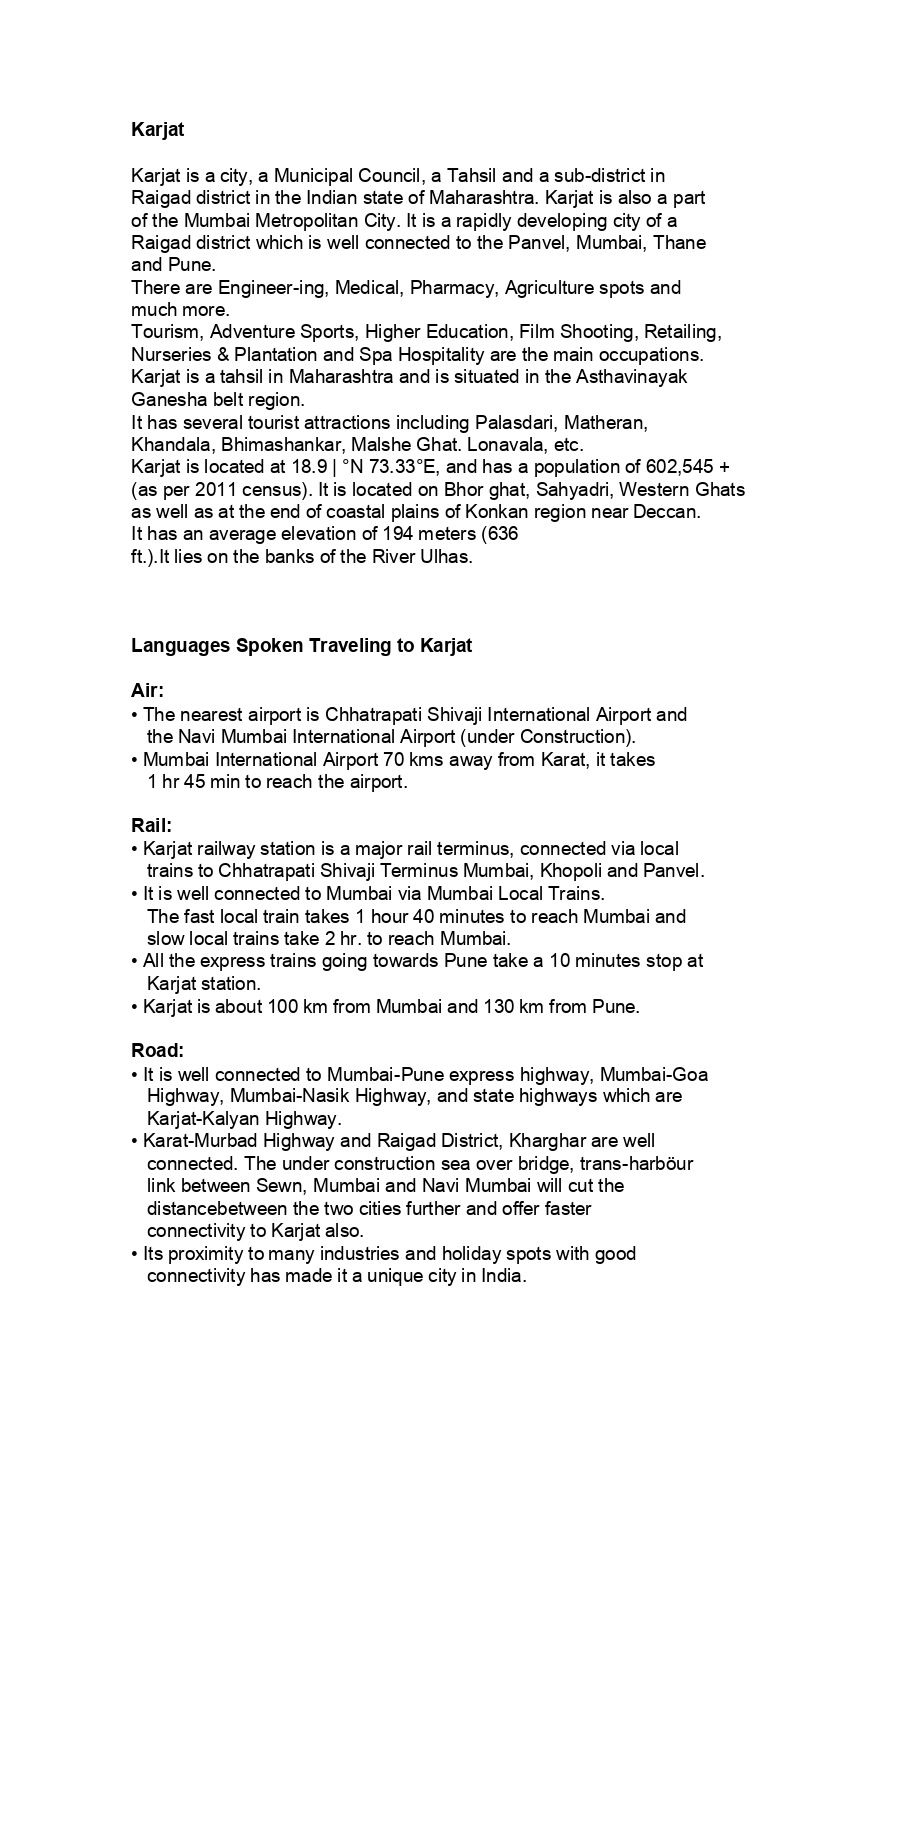 Karjat
Karjat is a city, a Municipal Council, a Tahsil and a sub-district in
Raigad district in the Indian state of Maharashtra. Karjat is also a part
of the Mumbai Metropolitan City. It is a rapidly developing city of a
Raigad district which is well connected to the Panvel, Mumbai, Thane
and Pune.
There are Engineer-ing, Medical, Pharmacy, Agriculture spots and
much more.
Tourism, Adventure Sports, Higher Education, Film Shooting, Retailing,
Nurseries & Plantation and Spa Hospitality are the main occupations.
Karjat is a tahsil in Maharashtra and is situated in the Asthavinayak
Ganesha belt region.
It has several tourist attractions including Palasdari, Matheran,
Khandala, Bhimashankar, Malshe Ghat. Lonavala, etc.
Karjat is located at 18.9 | °N 73.33°E, and has a population of 602,545 +
(as per 2011 census). It is located on Bhor ghat, Sahyadri, Western Ghats
as well as at the end of coastal plains of Konkan region near Deccan.
It has an average elevation of 194 meters (636
ft.).It lies on the banks of the River Ulhas.
Languages Spoken Traveling to Karjat
Air:
• The nearest airport is Chhatrapati Shivaji International Airport and
the Navi Mumbai International Airport (under Construction).
• Mumbai International Airport 70 kms away from Karat, it takes
1 hr 45 min to reach the airport.
Rail:
• Karjat railway station is a major rail terminus, connected via local
trains to Chhatrapati Shivaji Terminus Mumbai, Khopoli and Panvel.
• It is well connected to Mumbai via Mumbai Local Trains.
The fast local train takes 1 hour 40 minutes to reach Mumbai and
slow local trains take 2 hr. to reach Mumbai.
• All the express trains going towards Pune take a 10 minutes stop at
Karjat station.
• Karjat is about 100 km from Mumbai and 130 km from Pune.
Road:
• It is well connected to Mumbai-Pune express highway, Mumbai-Goa
Highway, Mumbai-Nasik Highway, and state highways which are
Karjat-Kalyan Highway.
• Karat-Murbad Highway and Raigad District, Kharghar are well
connected. The under construction sea over bridge, trans-harböur
link between Sewn, Mumbai and Navi Mumbai will cut the
distancebetween the two cities further and offer faster
connectivity to Karjat also.
• Its proximity to many industries and holiday spots with good
connectivity has made it a unique city in India.